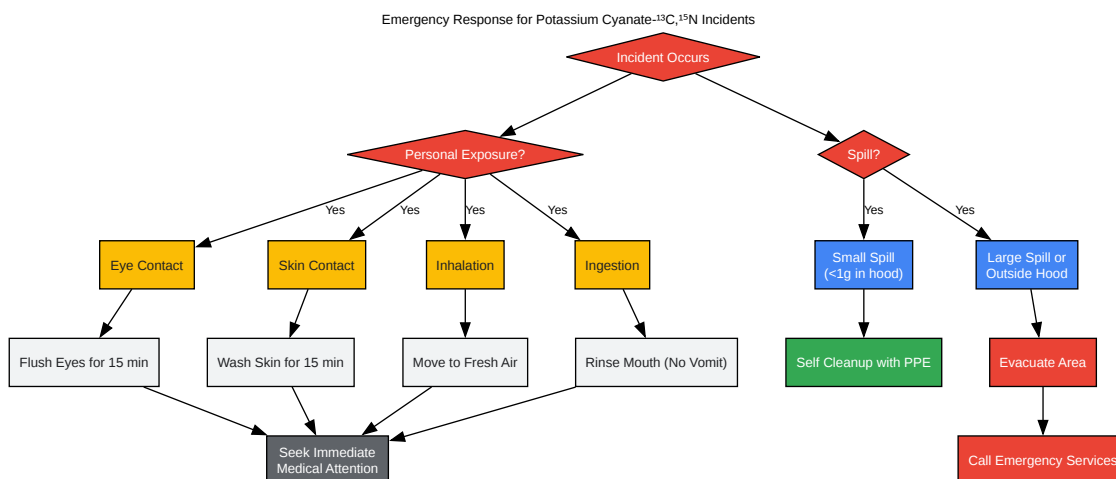 Emergency Response for Potassium Cyanate-¹³C,¹⁵N Incidents
Incident Occurs
Personal Exposure?
Spill?
Yes
Yes
Yes
Yes
Yes
Yes
Eye Contact
Skin Contact
Inhalation
Ingestion
Small Spill
(<1g in hood)
Large Spill or
Outside Hood
Flush Eyes for 15 min
Wash Skin for 15 min
Move to Fresh Air
Rinse Mouth (No Vomit)
Self Cleanup with PPE
Evacuate Area
Seek Immediate
Medical Attention
Call Emergency Services